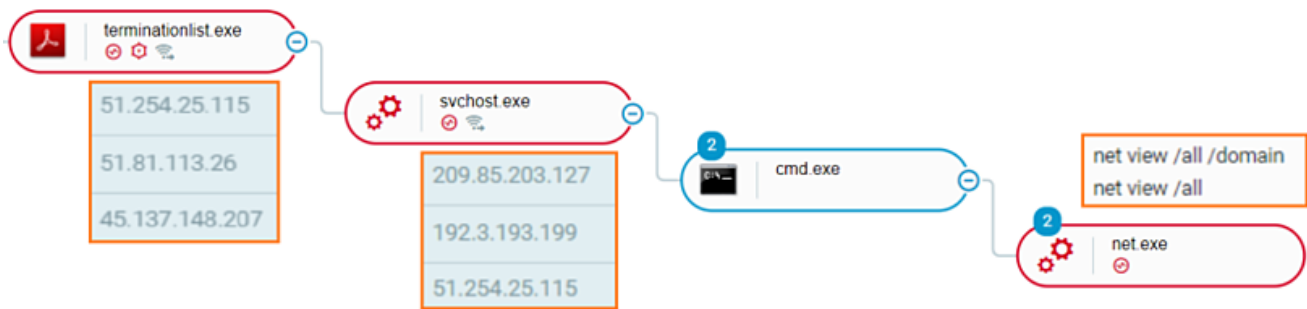 terminationlist.exe
51.254.25.115
51.81.113.26
45.137.148.207
svchost.exe
209.85.203.127
192.3.193.199
51.254.25.115
2
cmd.exe
net view /all /domain
net view /all
2
net.exe